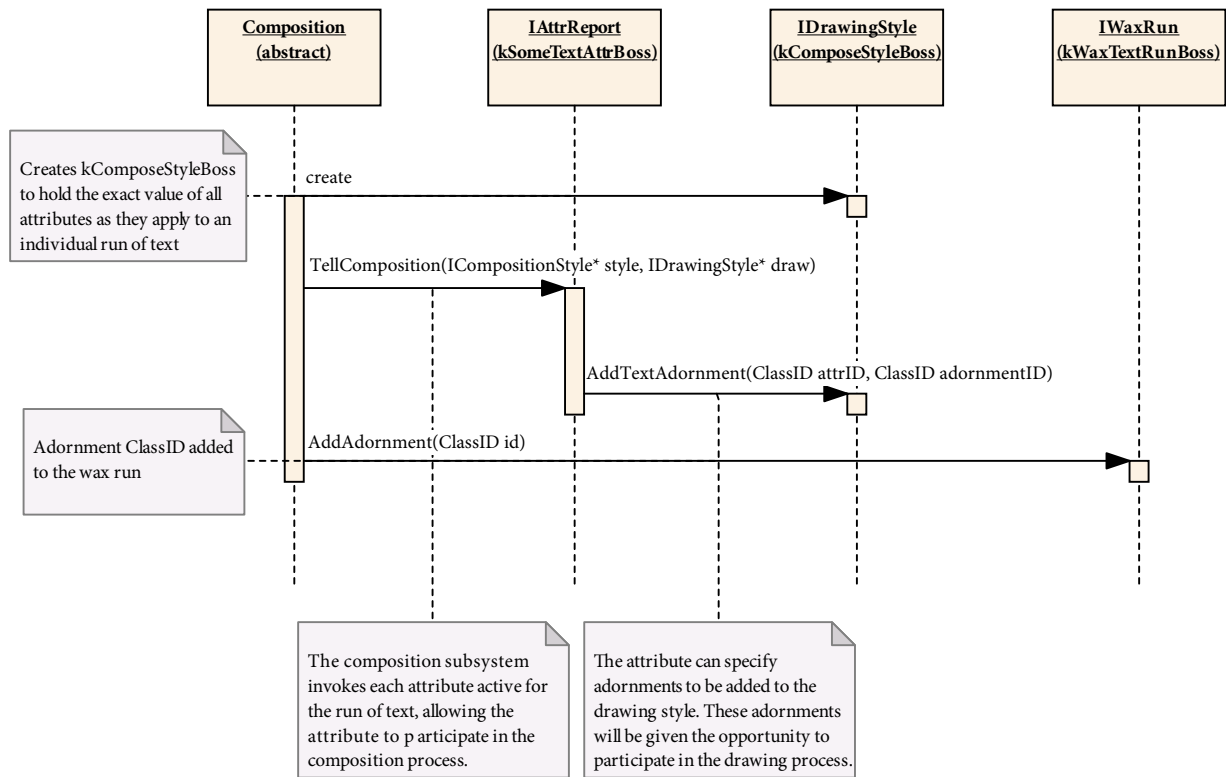 Composition
(abstract)
IAttrReport
(kSomeTextAttrBoss)
IDrawingStyle
(kComposeStyleBoss)
IWaxRun
(kWaxTextRunBoss)
Creates kComposeStyleBoss
to hold the exact value of all
attributes as they apply to an
individual run of text
create
TellComposition(ICompositionStyle* style, IDrawingStyle* draw)
AddTextAdornment(ClassID attrID, ClassID adornmentID)
Adornment ClassID added
to the wax run
AddAdornment(ClassID id)
The composition subsystem
invokes each attribute active for
the run of text, allowing the
attribute to p articipate in the
composition process.
The attribute can specify
adornments to be added to the
drawing style. These adornments
will be given the opportunity to
participate in the drawing process.